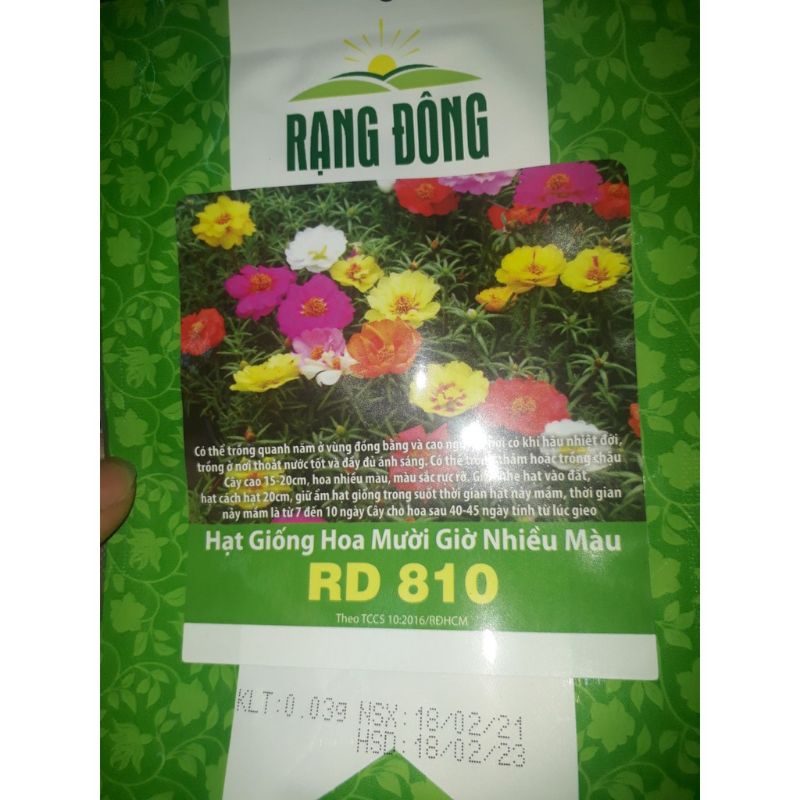 RẠNG ĐÔNG
Có thể trồng quanh năm ở vùng đồng bằng và cao nơi có khí hậu nhiệt đới,
trồng ở nơi thoát nước tốt và đầy đủ ánh sáng. Có thể thảm hoặc trồng chậu
Cây cao 15-20cm, hoa nhiều màu, màu sắc rực rỡ. nhẹ hạt vào đất,
hạt cách hạt 20cm, giữ ẩm hạt giống trong suốt thời gian hạt nảy mầm, thời gian
nảy mầm là từ 7 đến 10 ngày Cây cho hoa sau 40-45 ngày tính từ lúc gieo
Hạt Giống Hoa Mười Giờ Nhiều Màu
RD 810
Theo TCCS 10:2016/RĐHCM
KLT:0.03g NSX:18/02/21
HSD:18/02/23